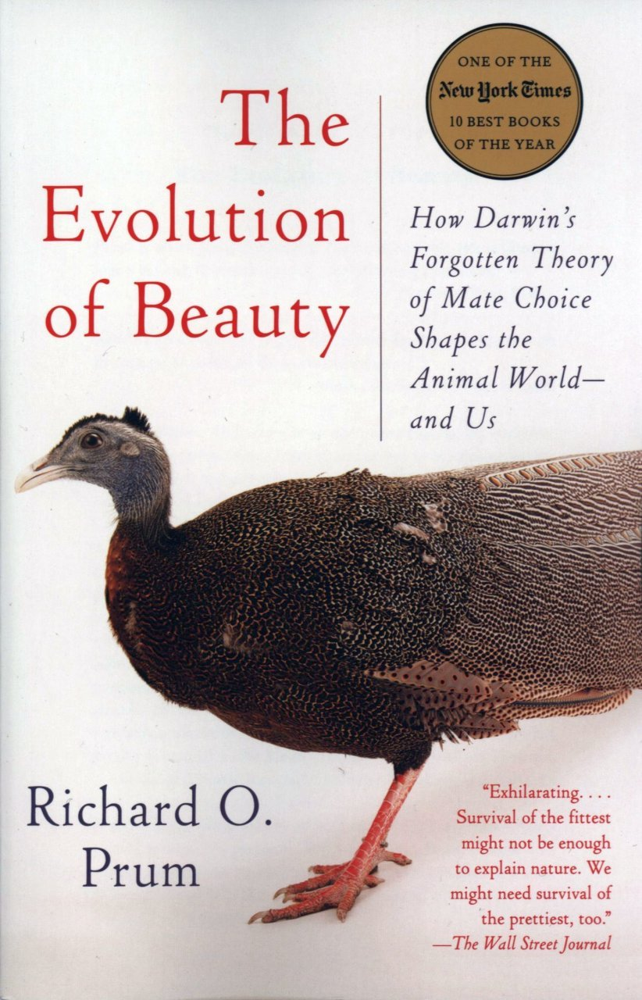 The
Evolution
of Beauty
ONE OF THE
New York Times
10 BEST BOOKS
OF THE YEAR
How Darwin's
Forgotten Theory
of Mate Choice
Shapes the
Animal World—
and Us
Richard O.
Prum
“Exhilarating. . . .
Survival of the fittest
might not be enough
to explain nature. We
might need survival of
the prettiest, too.”
—The Wall Street Journal